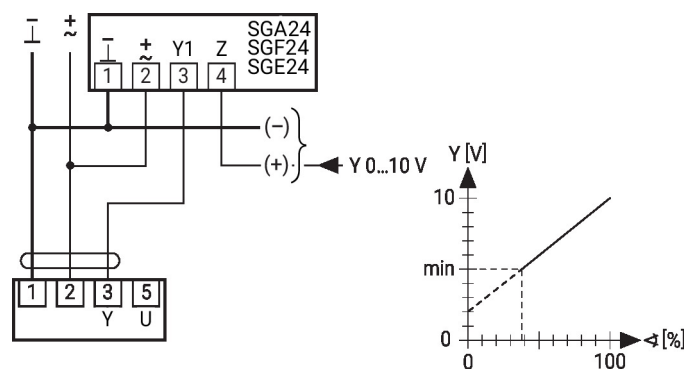 SGA24
SGF24
SGE24
⊥ − ~ +
− ⊥ + ~ Y1 Z
1 2 3 4
(−)
(+) Y 0...10 V
1 2 3 5
Y U
Y [V]
10
min
0
0 100 ∢ [%]